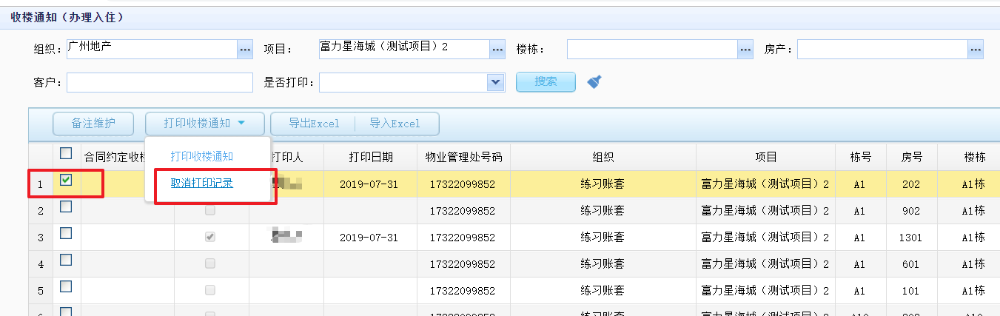 收楼通知（办理入住）
组织： 广州地产 ... 项目： 富力星海城（测试项目）2 ... 楼栋： ... 房产： ...
客户： 是否打印： 搜索
备注维护 打印收楼通知 导出Excel 导入Excel
合同约定收楼 打印人 打印日期 物业管理处号码 组织 项目 栋号 房号 楼栋
打印收楼通知
取消打印记录
1 2019-07-31 17322099852 练习账套 富力星海城（测试项目）2 A1 202 A1栋
2 17322099852 练习账套 富力星海城（测试项目）2 A1 902 A1栋
3 2019-07-31 17322099852 练习账套 富力星海城（测试项目）2 A1 1301 A1栋
4 17322099852 练习账套 富力星海城（测试项目）2 A1 601 A1栋
5 17322099852 练习账套 富力星海城（测试项目）2 A1 101 A1栋